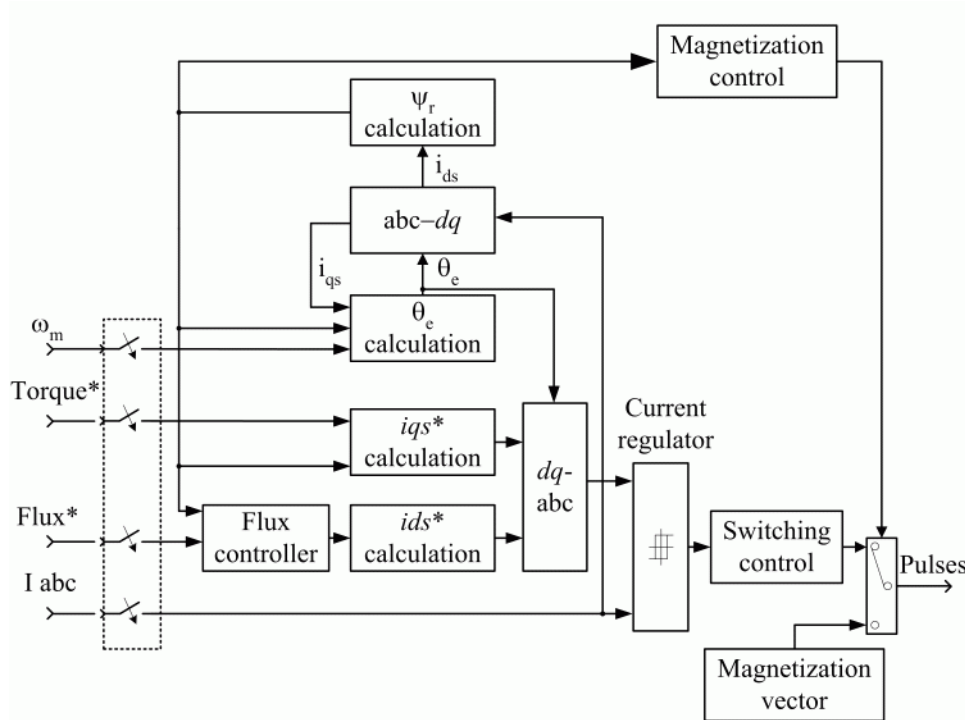 Magnetization
control
ψr
calculation
ids
abc–dq
iqs
θe
θe
calculation
ωm
Torque*
iqs*
calculation
Current
regulator
dq-
abc
Flux*
Flux
controller
ids*
calculation
Switching
control
Pulses
I abc
Magnetization
vector